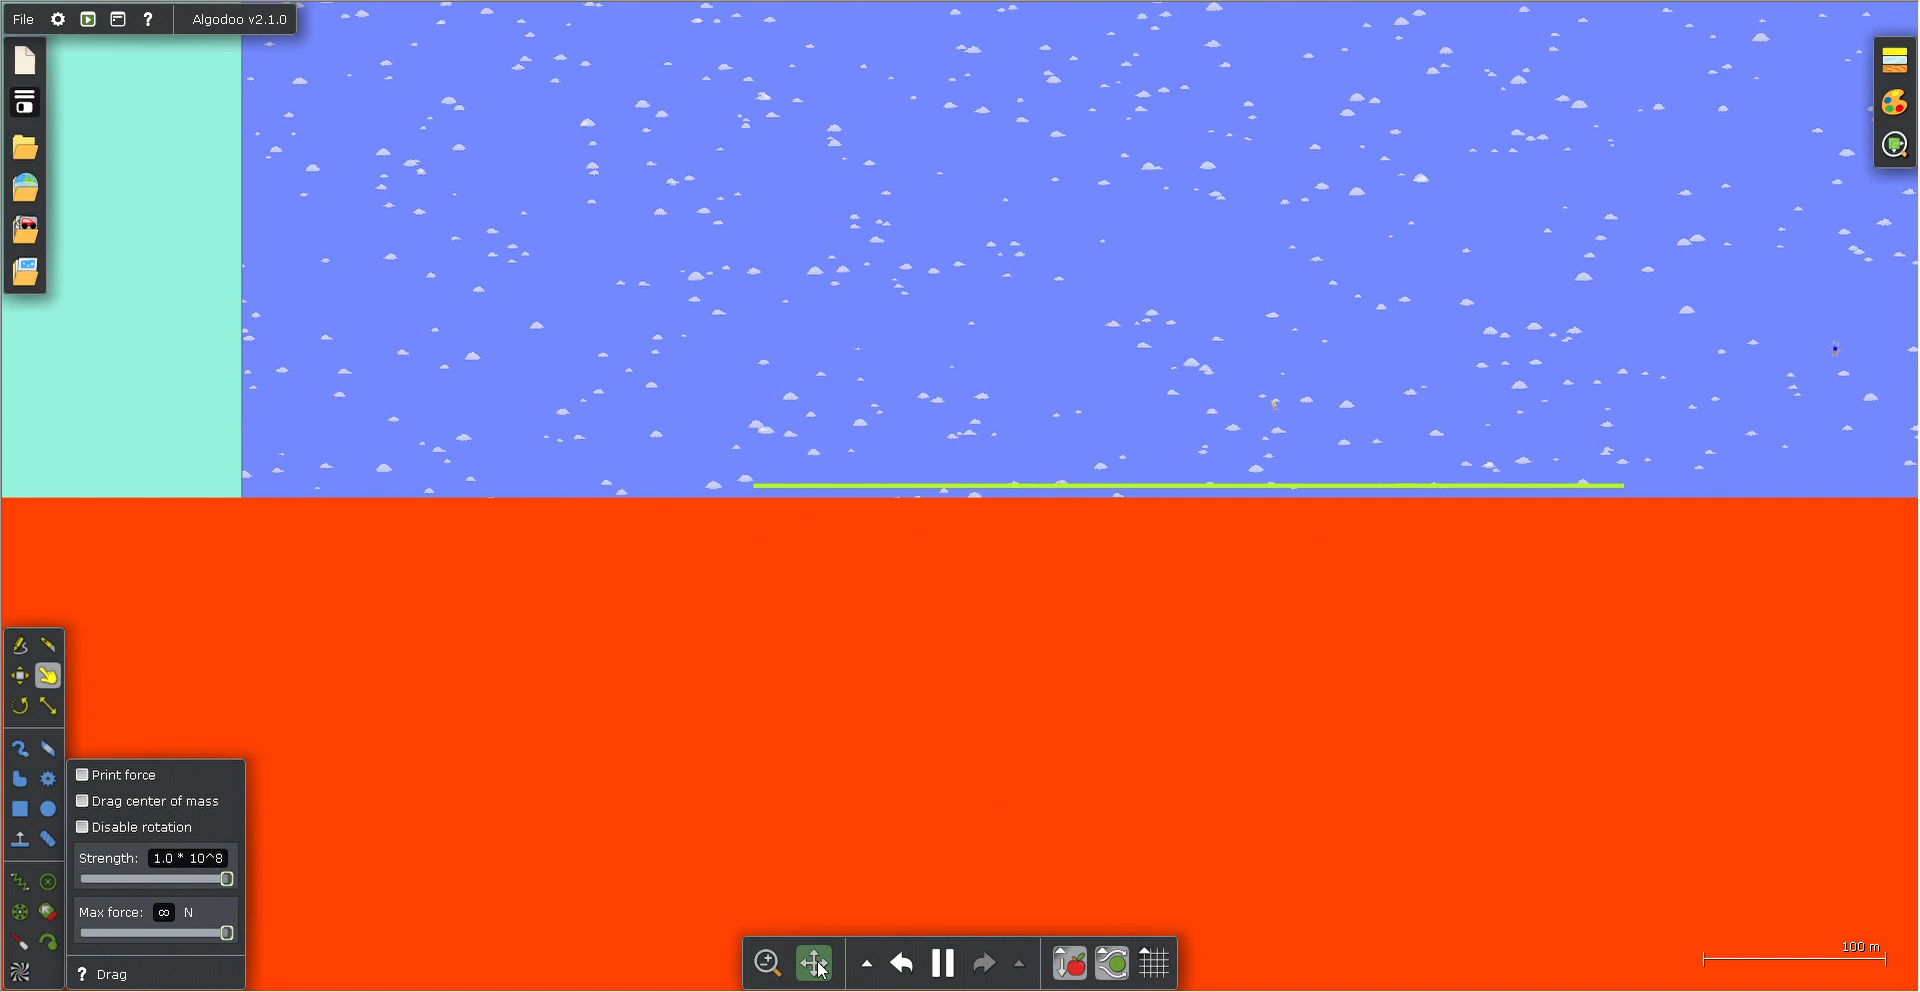 File ? Algodoo v2.1.0
Print force
Drag center of mass
Disable rotation
Strength: 1.0 * 10^8
Max force: ∞ N
? Drag
100 m